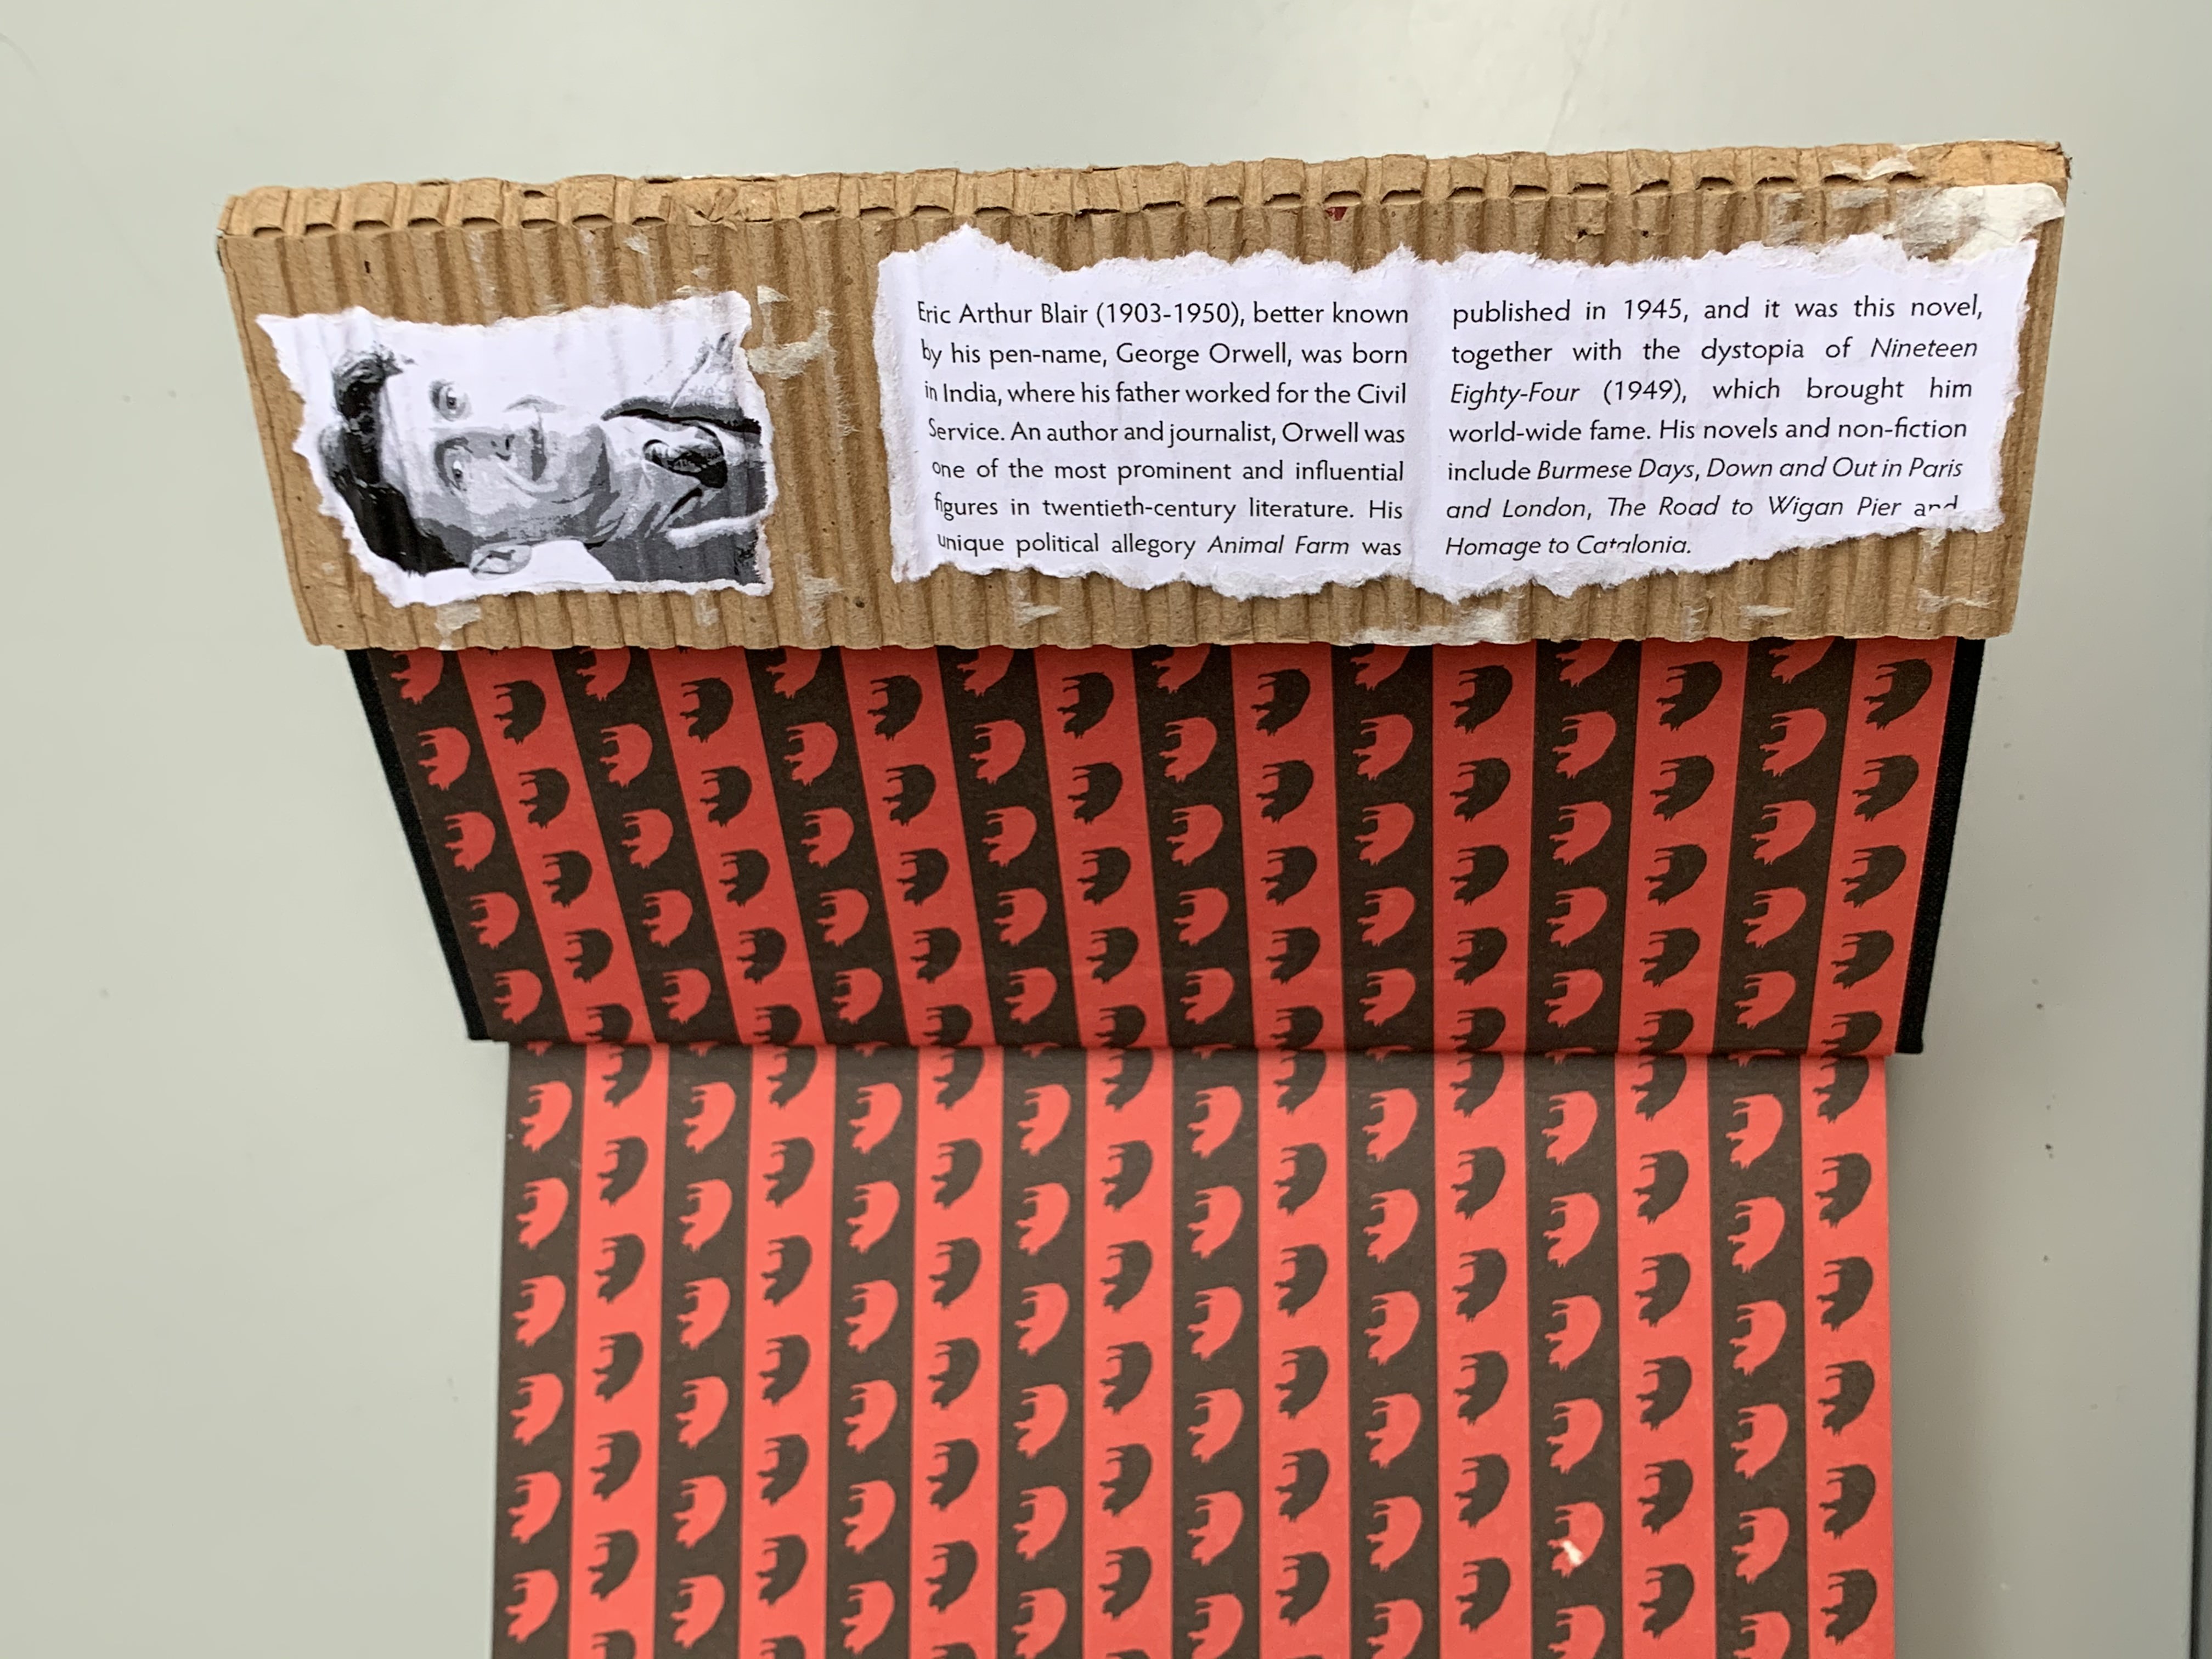 Eric Arthur Blair (1903-1950), better known
by his pen-name, George Orwell, was born
in India, where his father worked for the Civil
Service. An author and journalist, Orwell was
one of the most prominent and influential
figures in twentieth-century literature. His
unique political allegory Animal Farm was
published in 1945, and it was this novel,
together with the dystopia of Nineteen
Eighty-Four (1949), which brought him
world-wide fame. His novels and non-fiction
include Burmese Days, Down and Out in Paris
and London, The Road to Wigan Pier and
Homage to Catalonia.